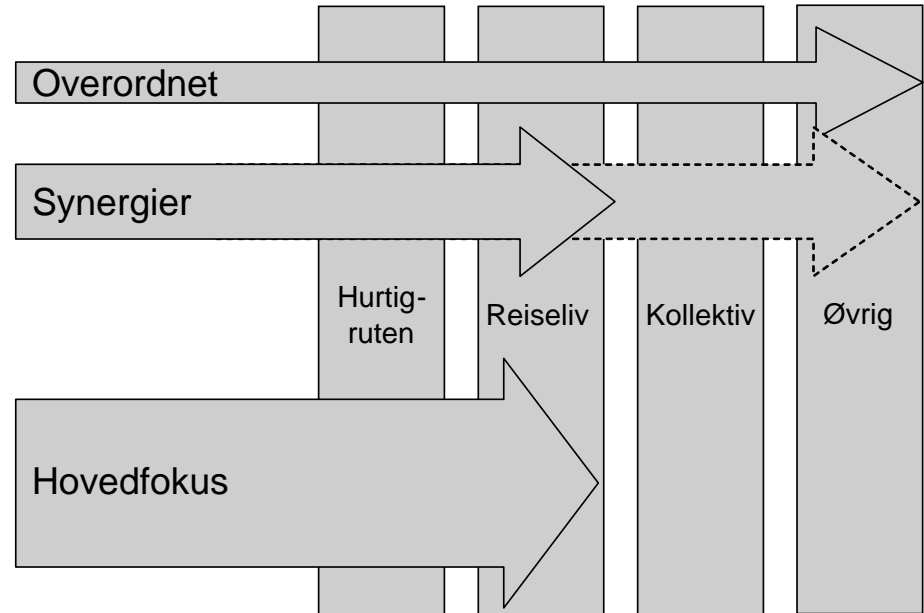 Overordnet
Synergier
Hurtig-
ruten
Reiseliv
Kollektiv
Øvrig
Hovedfokus